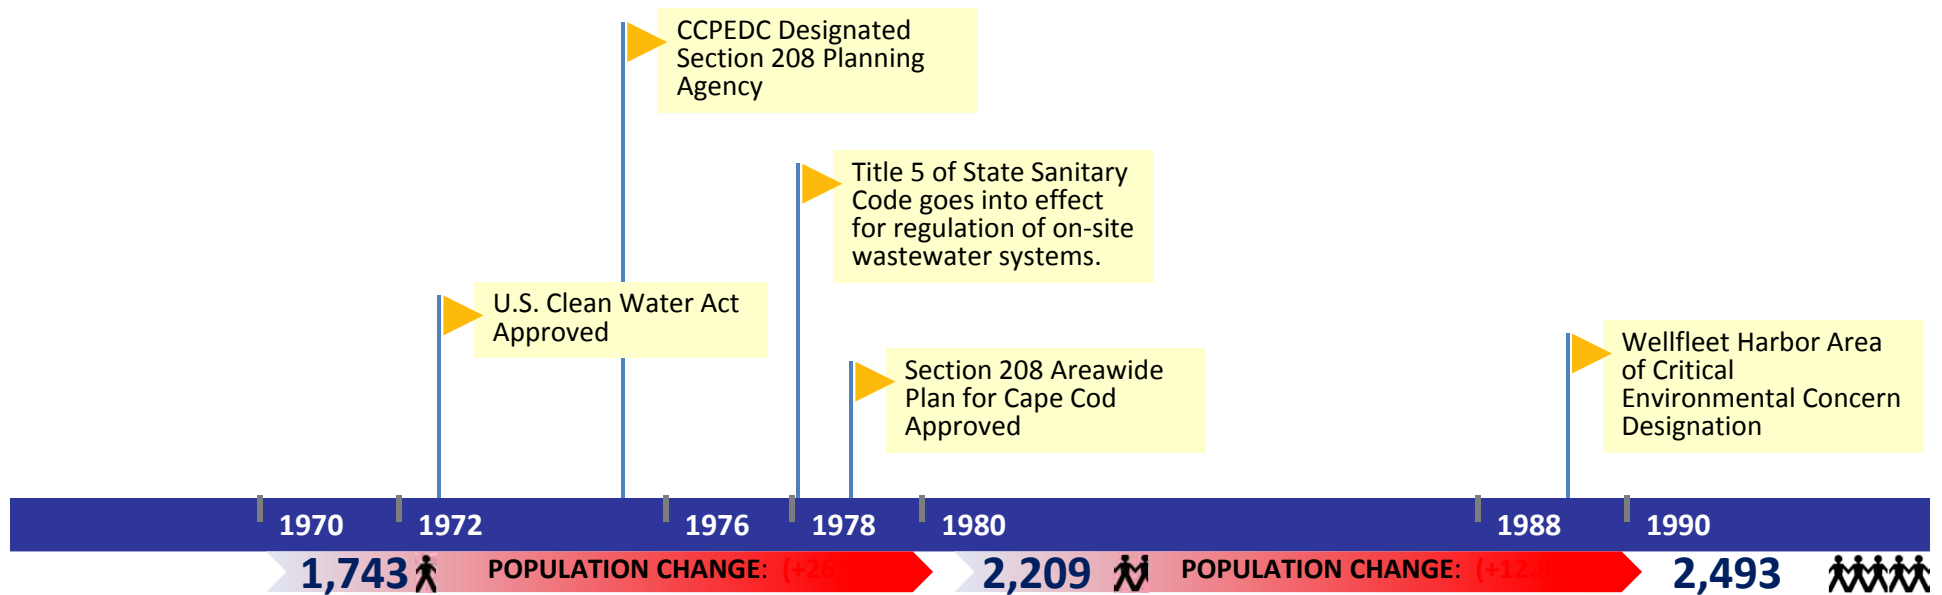 CCPEDC Designated
Section 208 Planning
Agency
Title 5 of State Sanitary
Code goes into effect
for regulation of on-site
wastewater systems.
U.S. Clean Water Act
Approved
Section 208 Areawide
Plan for Cape Cod
Approved
Wellfleet Harbor Area
of Critical
Environmental Concern
Designation
1970 1972 1976 1978 1980 1988 1990
1,743 POPULATION CHANGE: 2,209 POPULATION CHANGE: 2,493